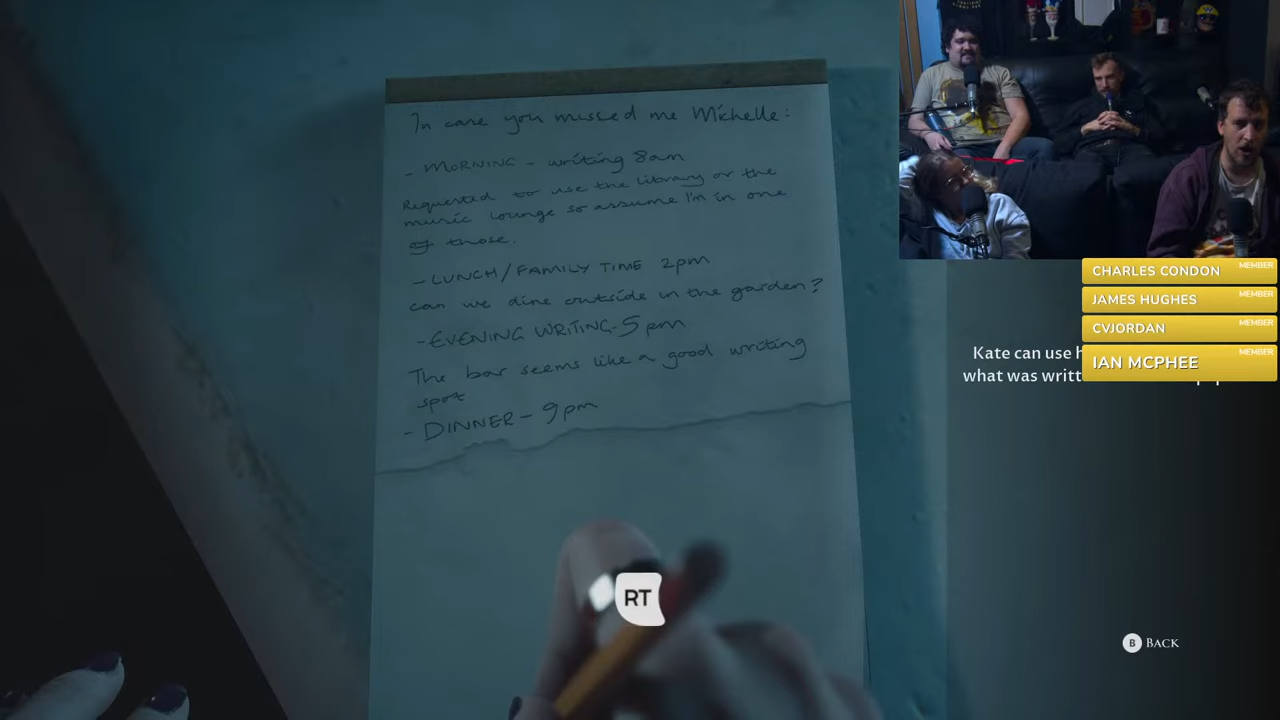 In case you missed me Michelle:
- MORNING - writing 8am
Requested to use the library or the
music lounge so assume I'm in one
of those.
- LUNCH/FAMILY TIME 2pm
can we dine outside in the garden?
- EVENING WRITING - 5pm
The bar seems like a good writing
spot
- DINNER - 9pm
RT
CHARLES CONDON MEMBER
JAMES HUGHES MEMBER
CVJORDAN MEMBER
IAN MCPHEE MEMBER
Kate can use
what was writt
B BACK